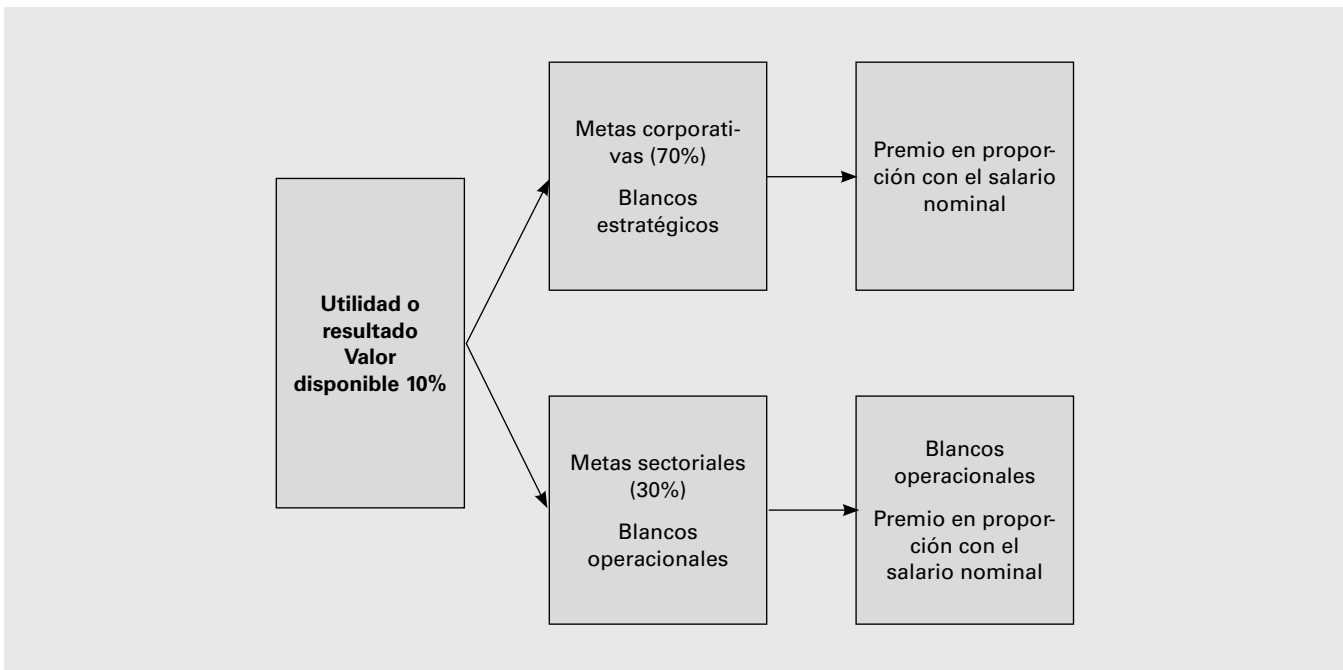 Utilidad o
resultado
Valor
disponible 10%
Metas corporati-
vas (70%)
Blancos
estratégicos
Premio en propor-
ción con el salario
nominal
Metas sectoriales
(30%)
Blancos
operacionales
Blancos
operacionales
Premio en propor-
ción con el
salario nominal